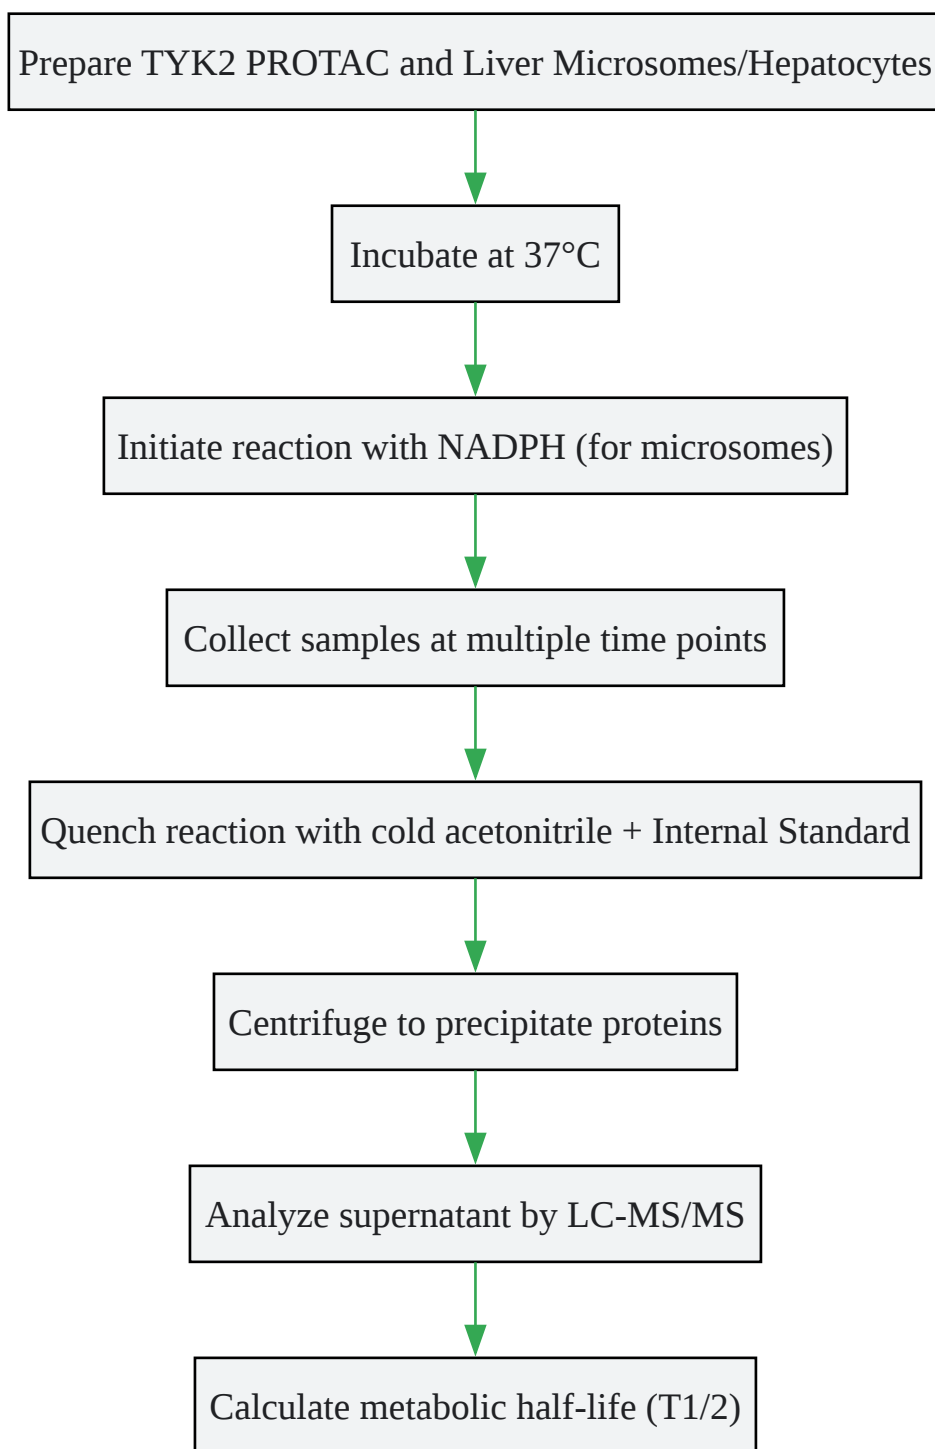 Prepare TYK2 PROTAC and Liver Microsomes/Hepatocytes
Incubate at 37°C
Initiate reaction with NADPH (for microsomes)
Collect samples at multiple time points
Quench reaction with cold acetonitrile + Internal Standard
Centrifuge to precipitate proteins
Analyze supernatant by LC-MS/MS
Calculate metabolic half-life (T1/2)